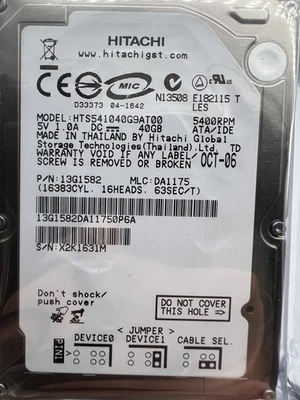 HITACHI
www.hitachigst.com
CE MIC N
D33373 04-1642 N13508 E182115 T
LES
MODEL: HTS541040G9AT00 5400RPM
5V 1.0A DC 40GB ATA/IDE
MADE IN THAILAND BY Hitachi Global
Storage Technologies(Thailand).Ltd. TD
WARRANTY VOID IF ANY LABEL/ OCT-06
SCREW IS REMOVED OR BROKEN
P/N:13G1582 MLC:DA1175
(16383CYL. 16HEADS. 63SEC/T)
13G1582DA11750P6A
S/N:X2K1631M
Don't shock/
push cover
DO NOT COVER
THIS HOLE.
< JUMPER >
DEVICE0 DEVICE1 CABLE SEL.
PIN